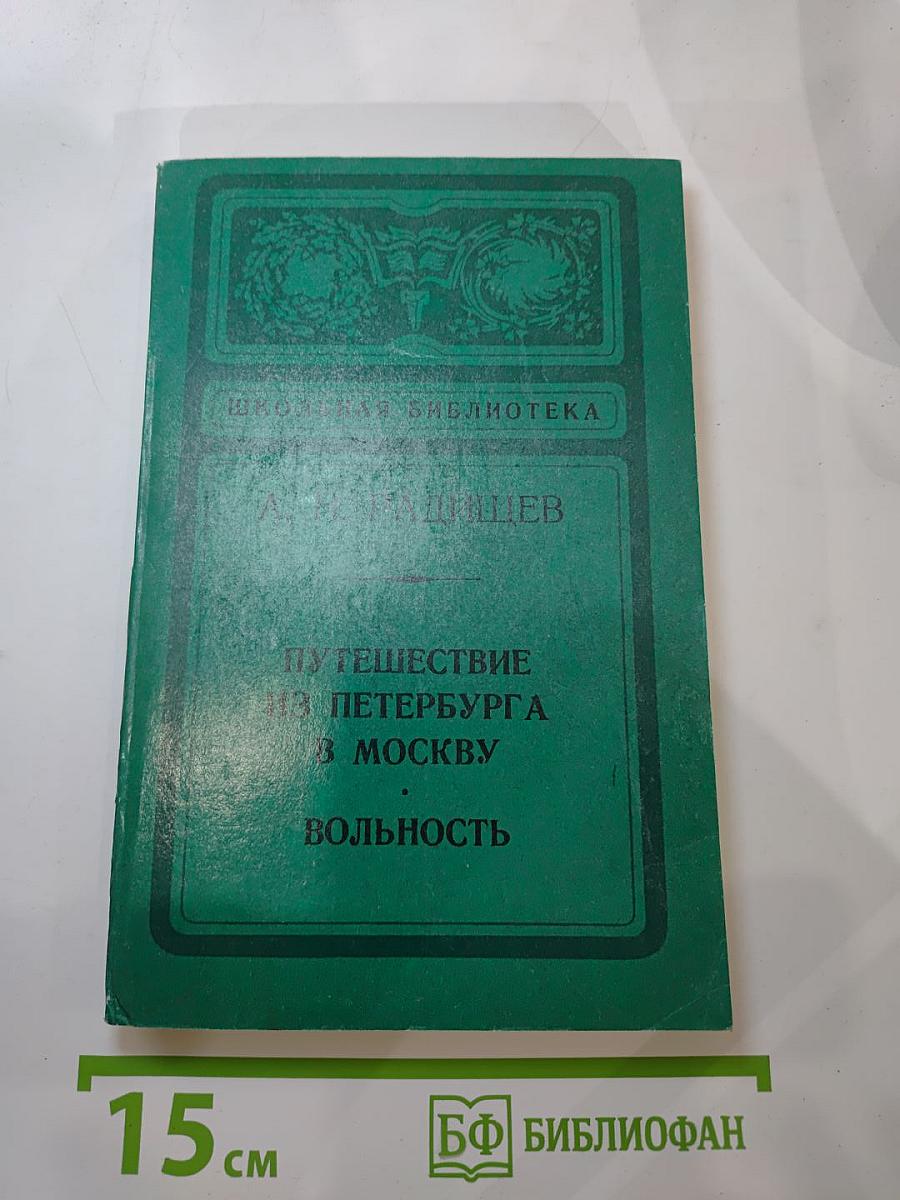 ШКОЛЬНАЯ БИБЛИОТЕКА
А. Н. РАДИЩЕВ
ПУТЕШЕСТВИЕ
ИЗ ПЕТЕРБУРГА
В МОСКВУ
•
ВОЛЬНОСТЬ
15 см
БФ БИБЛИОФАН